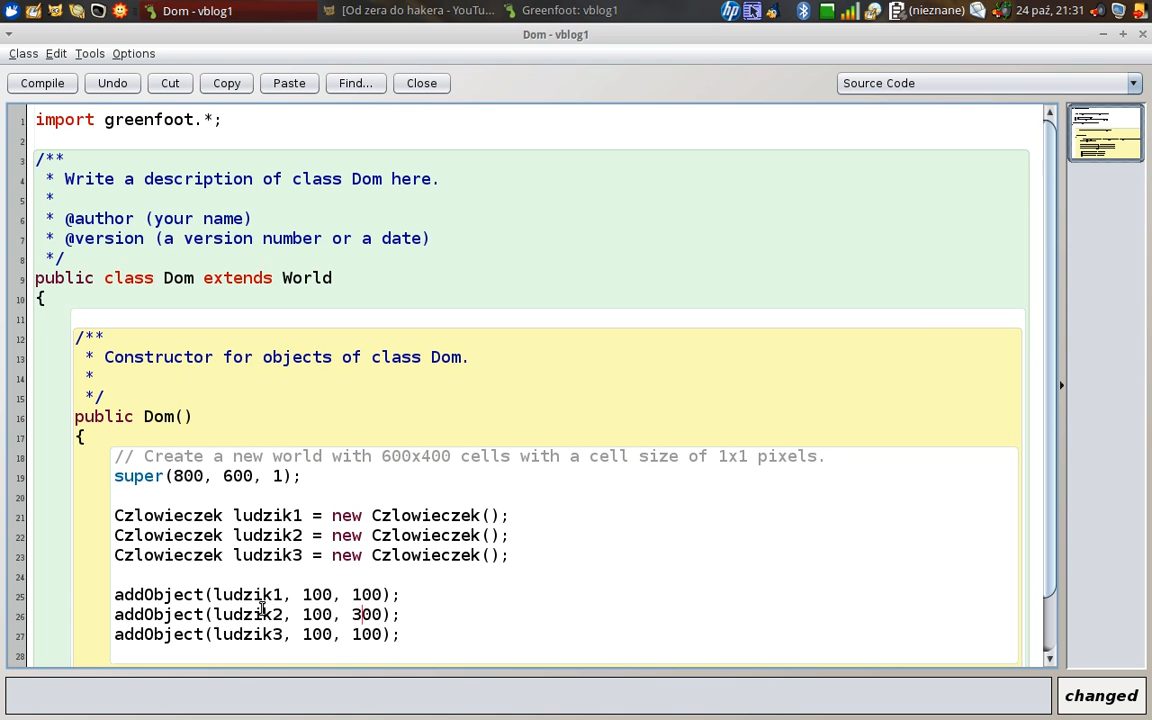 Dom - vblog1
[Od zera do hakera - YouTu...
Greenfoot: vblog1
(nieznane)
24 paź, 21:31
Dom - vblog1
Class Edit Tools Options
Compile Undo Cut Copy Paste Find... Close Source Code
1 import greenfoot.*;
2
3 /**
4 * Write a description of class Dom here.
5 *
6 * @author (your name)
7 * @version (a version number or a date)
8 */
9 public class Dom extends World
10 {
11
12 /**
13 * Constructor for objects of class Dom.
14 *
15 */
16 public Dom()
17 {
18 // Create a new world with 600x400 cells with a cell size of 1x1 pixels.
19 super(800, 600, 1);
20
21 Czlowieczek ludzik1 = new Czlowieczek();
22 Czlowieczek ludzik2 = new Czlowieczek();
23 Czlowieczek ludzik3 = new Czlowieczek();
24
25 addObject(ludzik1, 100, 100);
26 addObject(ludzik2, 100, 300);
27 addObject(ludzik3, 100, 100);
28
changed